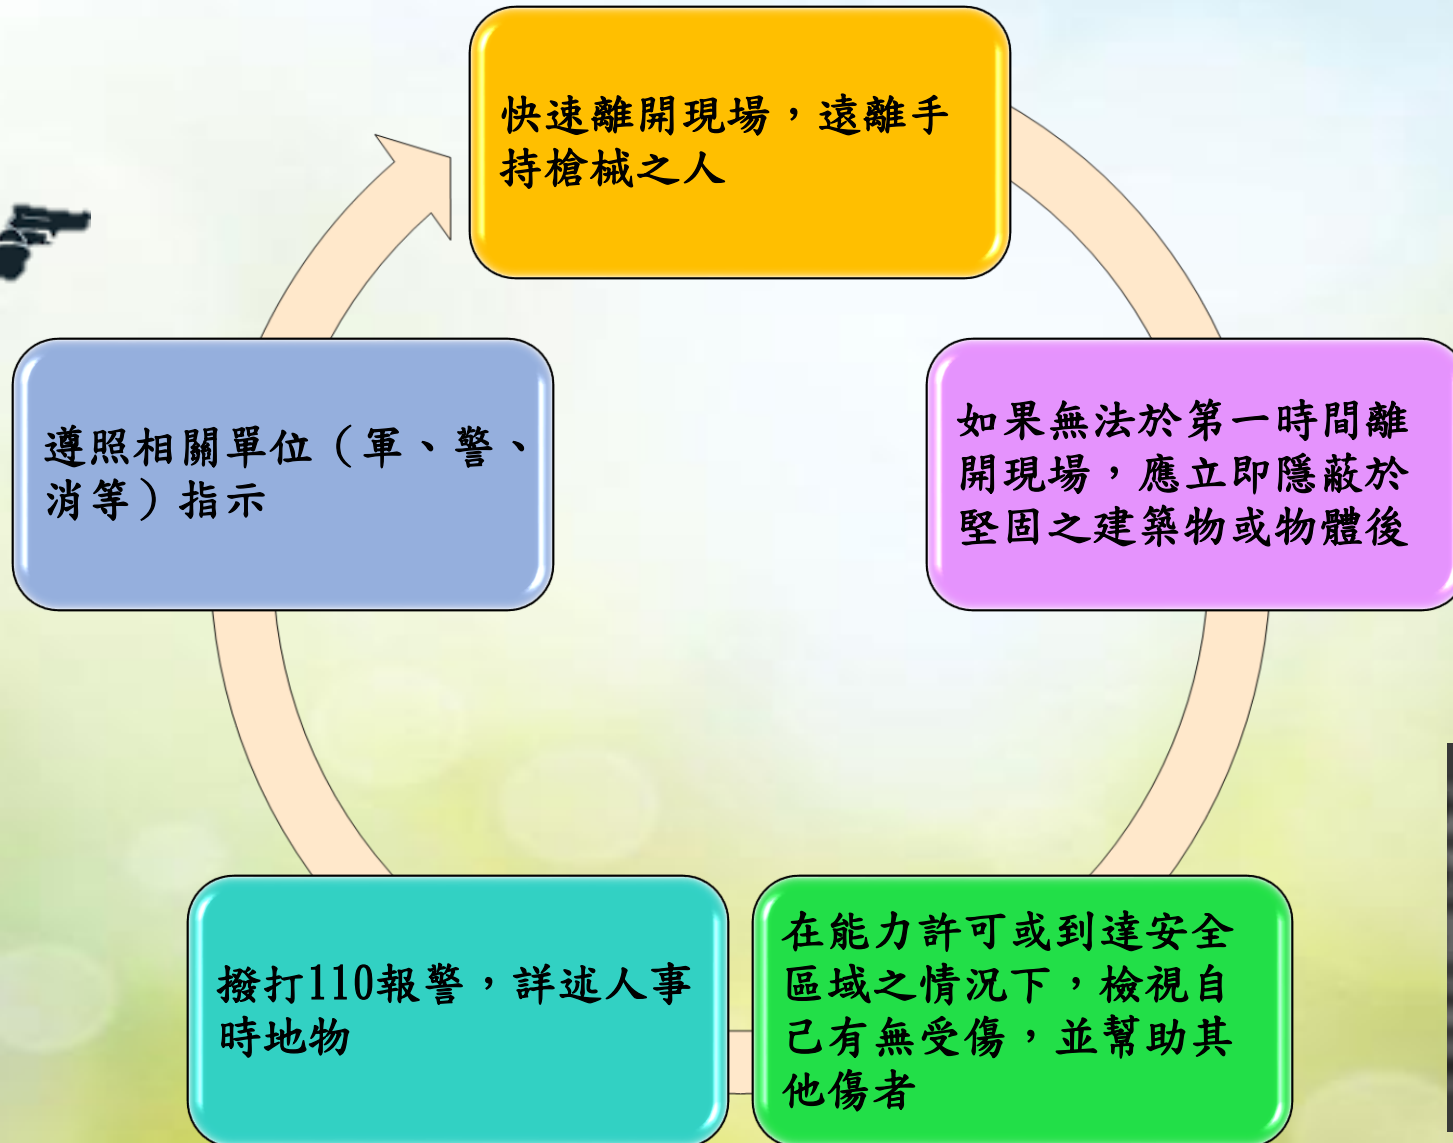 快速離開現場，遠離手
持槍械之人
如果無法於第一時間離
開現場，應立即隱蔽於
堅固之建築物或物體後
在能力許可或到達安全
區域之情況下，檢視自
己有無受傷，並幫助其
他傷者
撥打110報警，詳述人事
時地物
遵照相關單位（軍、警、
消等）指示